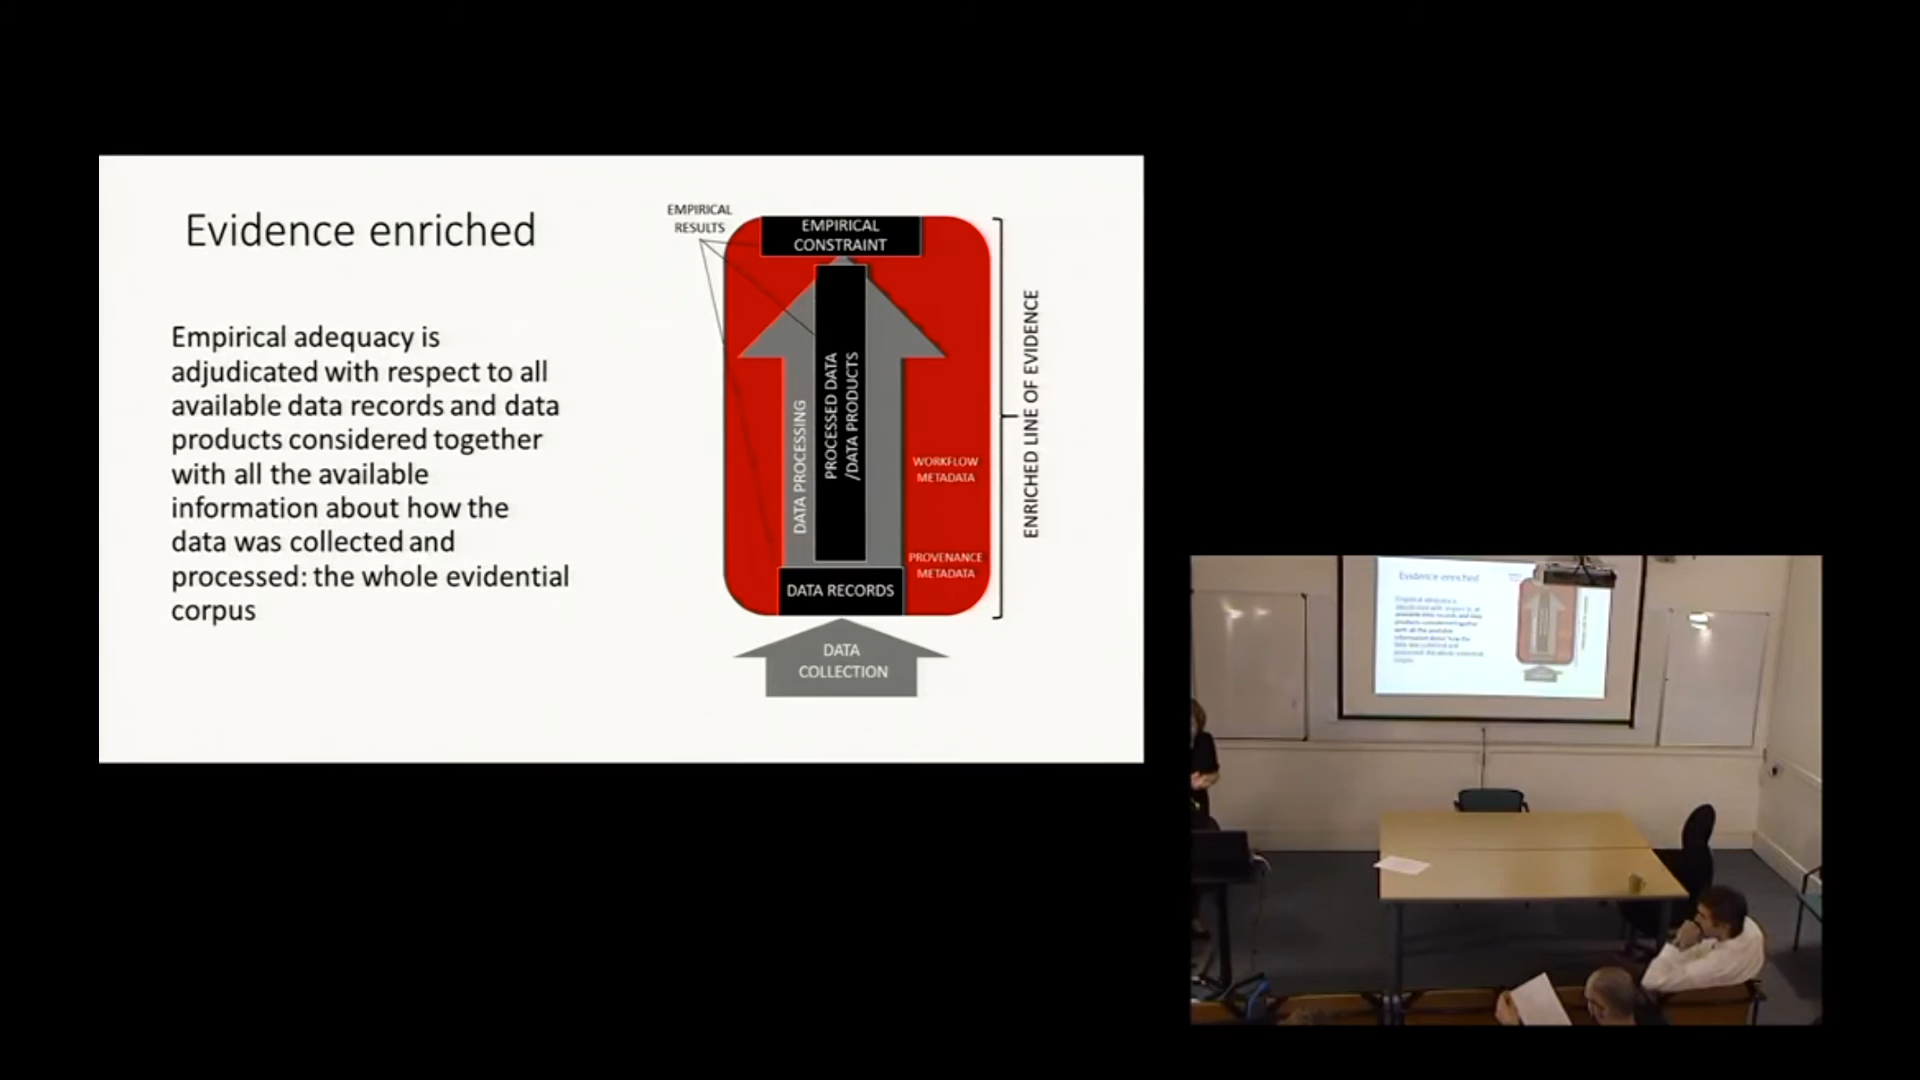 Evidence enriched
Empirical adequacy is
adjudicated with respect to all
available data records and data
products considered together
with all the available
information about how the
data was collected and
processed: the whole evidential
corpus
EMPIRICAL
RESULTS
EMPIRICAL
CONSTRAINT
DATA PROCESSING
PROCESSED DATA
/DATA PRODUCTS
WORKFLOW
METADATA
PROVENANCE
METADATA
DATA RECORDS
DATA
COLLECTION
ENRICHED LINE OF EVIDENCE
Evidence enriched